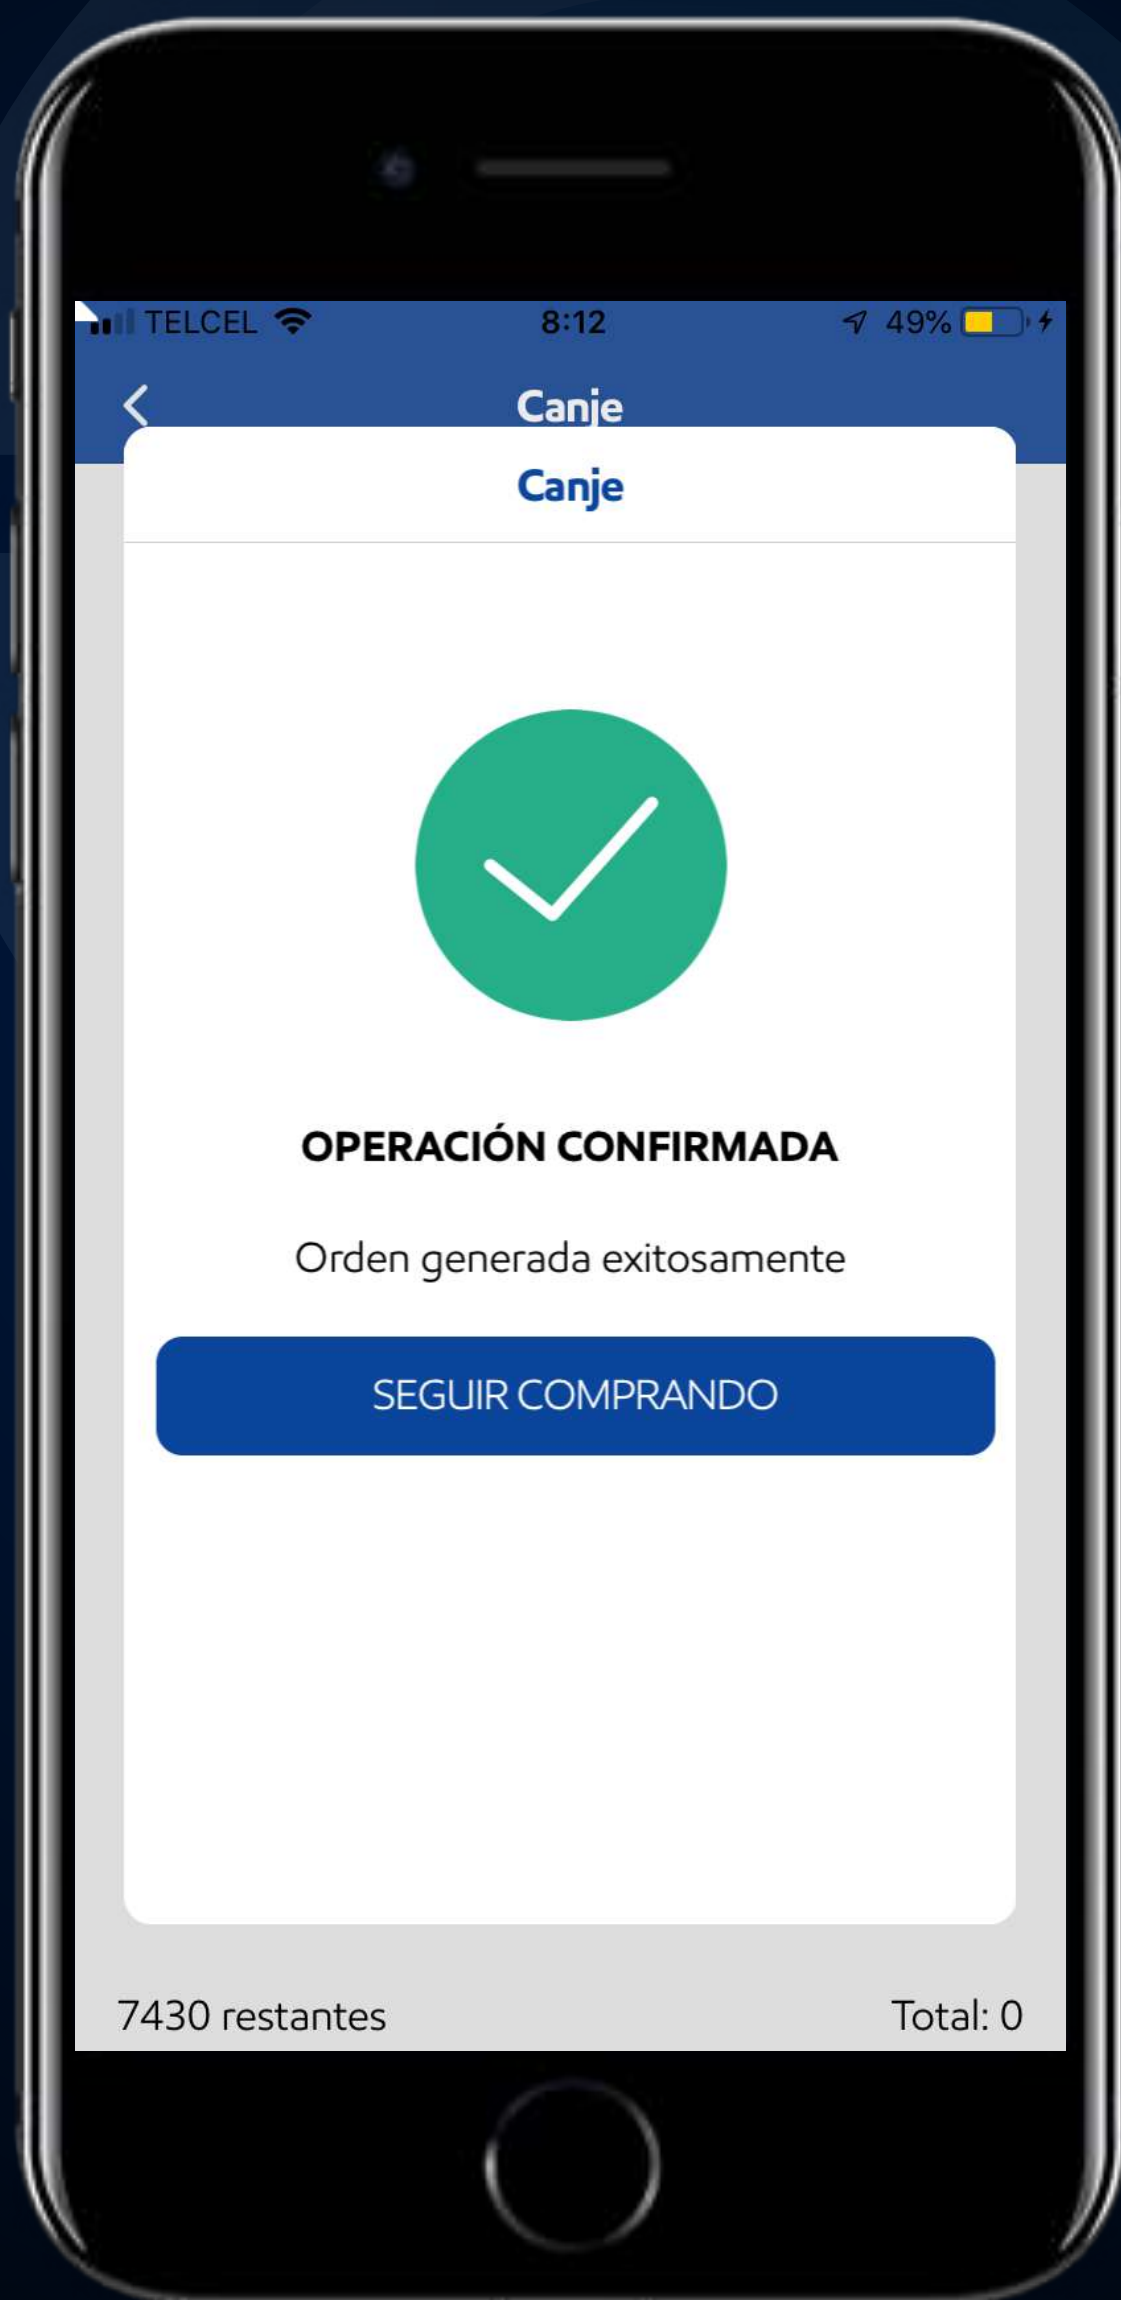 TELCEL 8:12 49%
Canje
Canje
OPERACIÓN CONFIRMADA
Orden generada exitosamente
SEGUIR COMPRANDO
7430 restantes Total: 0